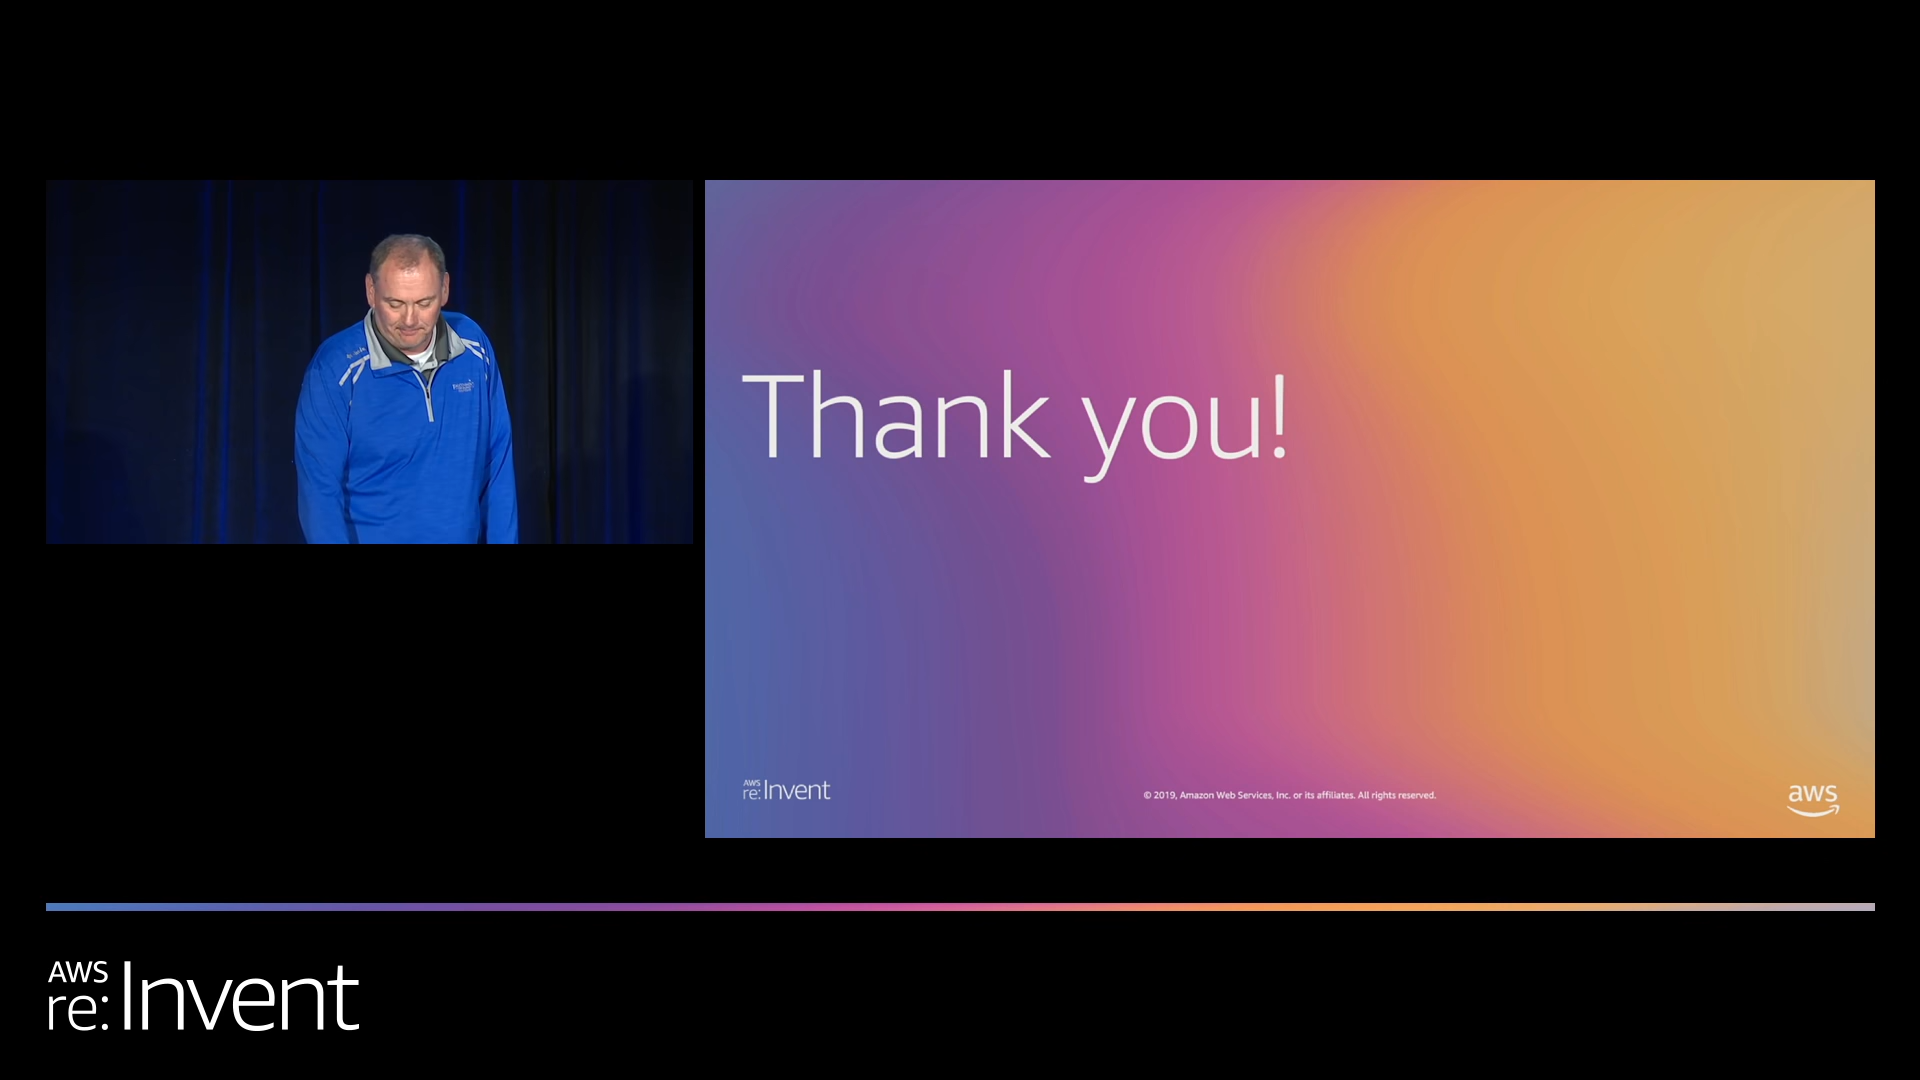 Thank you!
AWS
re:Invent
© 2019, Amazon Web Services, Inc. or its affiliates. All rights reserved.
aws
AWS
re:Invent